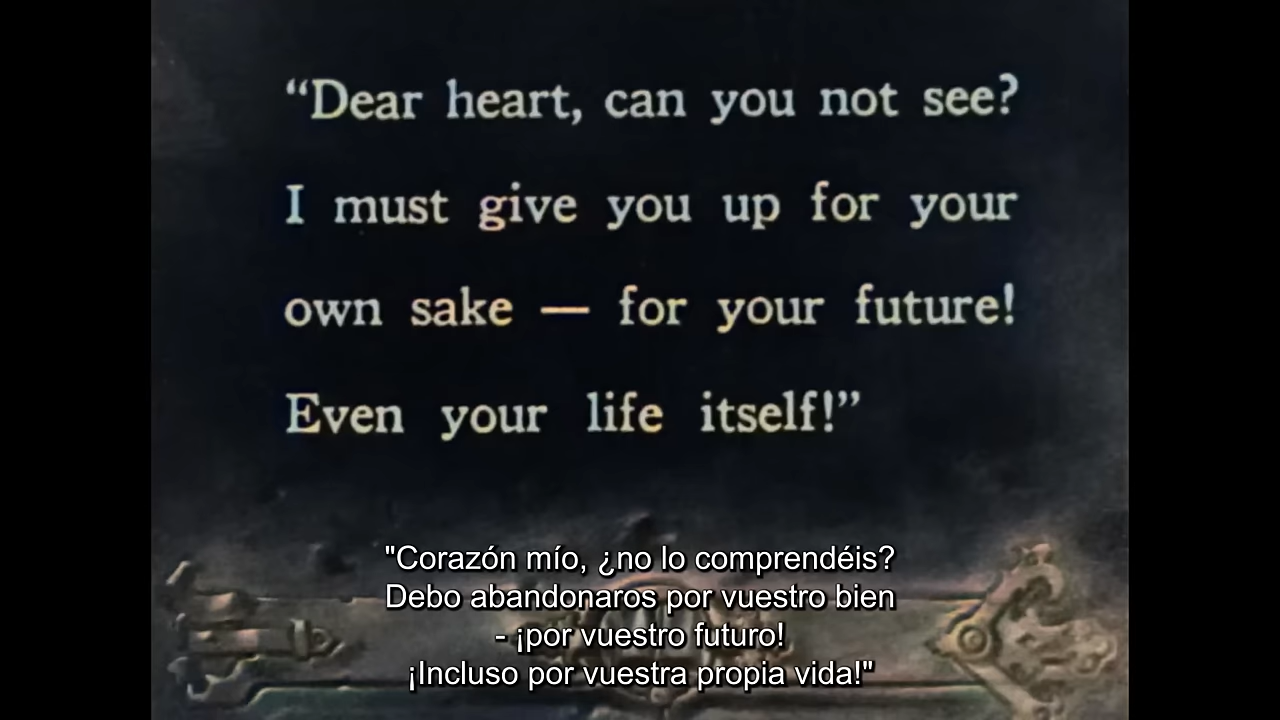 “Dear heart, can you not see?
I must give you up for your
own sake — for your future!
Even your life itself!”
"Corazón mío, ¿no lo comprendéis?
Debo abandonaros por vuestro bien
- ¡por vuestro futuro!
¡Incluso por vuestra propia vida!"